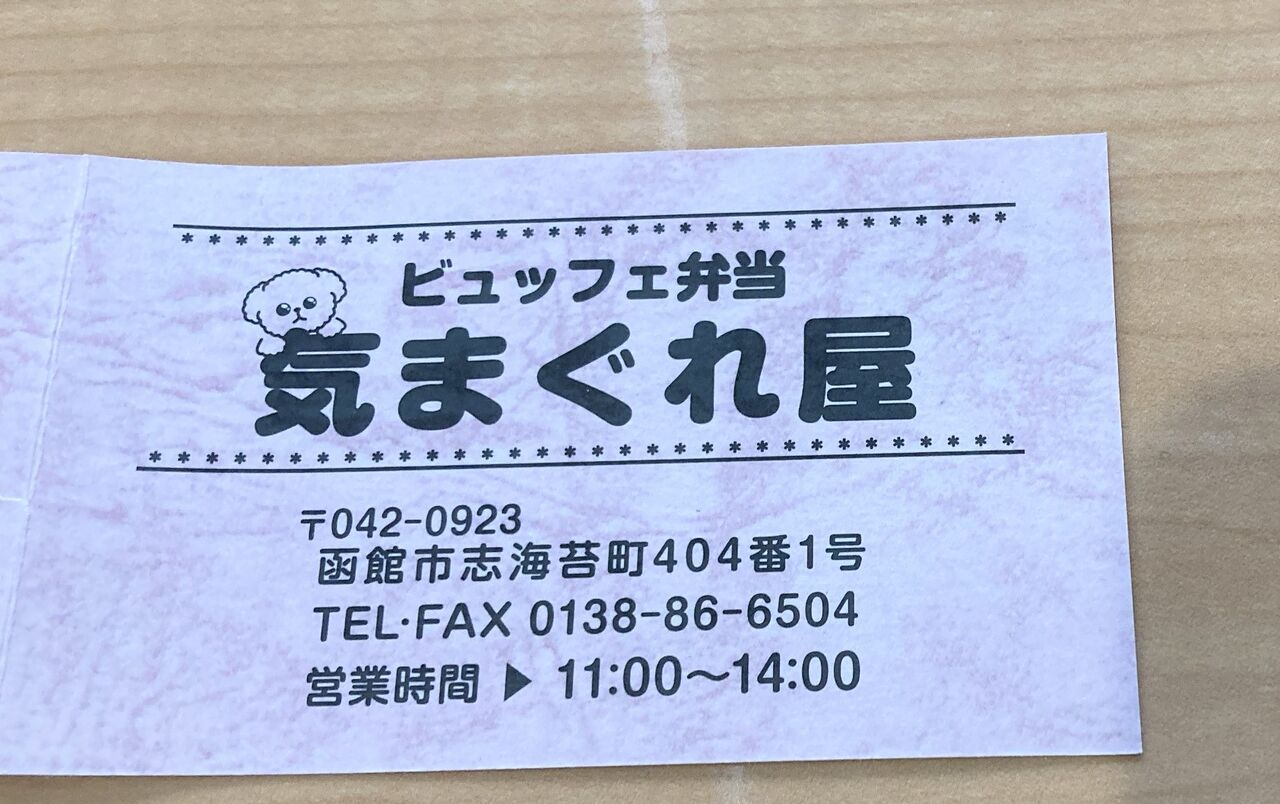 ビュッフェ弁当
気まぐれ屋
〒042-0923
函館市志海苔町404番1号
TEL・FAX 0138-86-6504
営業時間 ▶ 11:00〜14:00